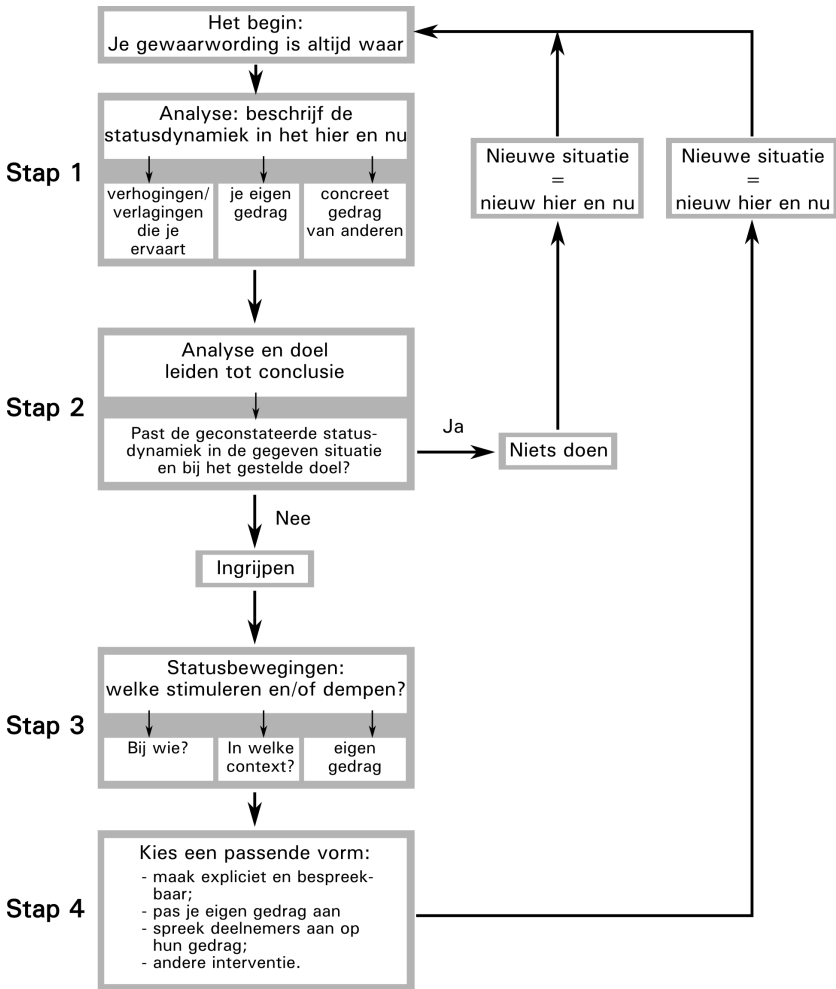 Het begin:
Je gewaarwording is altijd waar
Stap 1
Analyse: beschrijf de
statusdynamiek in het hier en nu
verhogingen/
verlagingen
die je
ervaart
je eigen
gedrag
concreet
gedrag
van anderen
Nieuwe situatie
=
nieuw hier en nu
Nieuwe situatie
=
nieuw hier en nu
Stap 2
Analyse en doel
leiden tot conclusie
Past de geconstateerde status-
dynamiek in de gegeven situatie
en bij het gestelde doel?
Ja
Niets doen
Nee
Ingrijpen
Stap 3
Statusbewegingen:
welke stimuleren en/of dempen?
Bij wie?
In welke
context?
eigen
gedrag
Stap 4
Kies een passende vorm:
- maak expliciet en bespreek-
baar;
- pas je eigen gedrag aan
- spreek deelnemers aan op
hun gedrag;
- andere interventie.